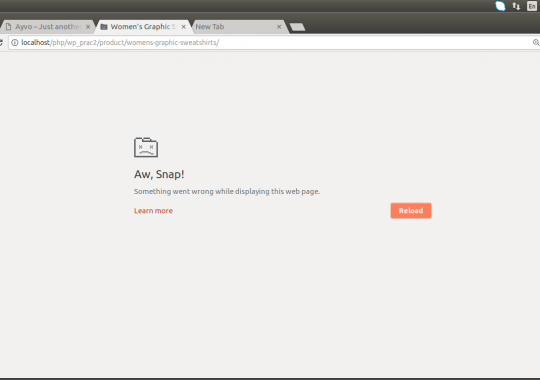 En
Ayvo – Just anothe
Women's Graphic S
New Tab
localhost/php/wp_prac2/product/womens-graphic-sweatshirts/
Aw, Snap!
Something went wrong while displaying this web page.
Learn more
Reload